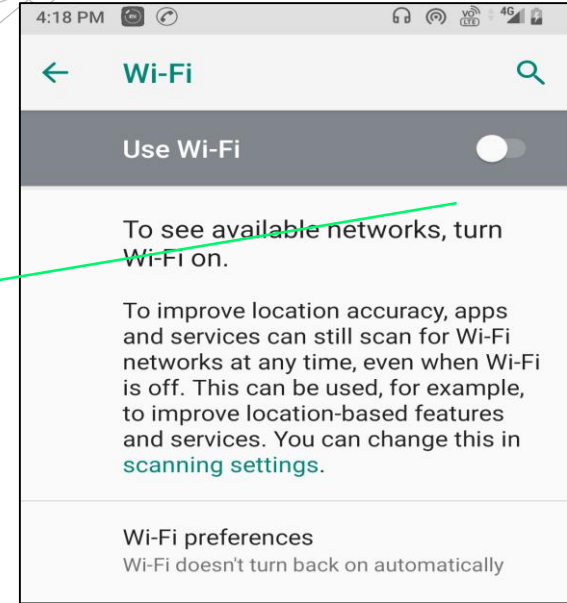 4:18 PM VO)) LTE 4G
Wi-Fi
Use Wi-Fi
To see available networks, turn
Wi-Fi on.
To improve location accuracy, apps
and services can still scan for Wi-Fi
networks at any time, even when Wi-Fi
is off. This can be used, for example,
to improve location-based features
and services. You can change this in
scanning settings.
Wi-Fi preferences
Wi-Fi doesn't turn back on automatically